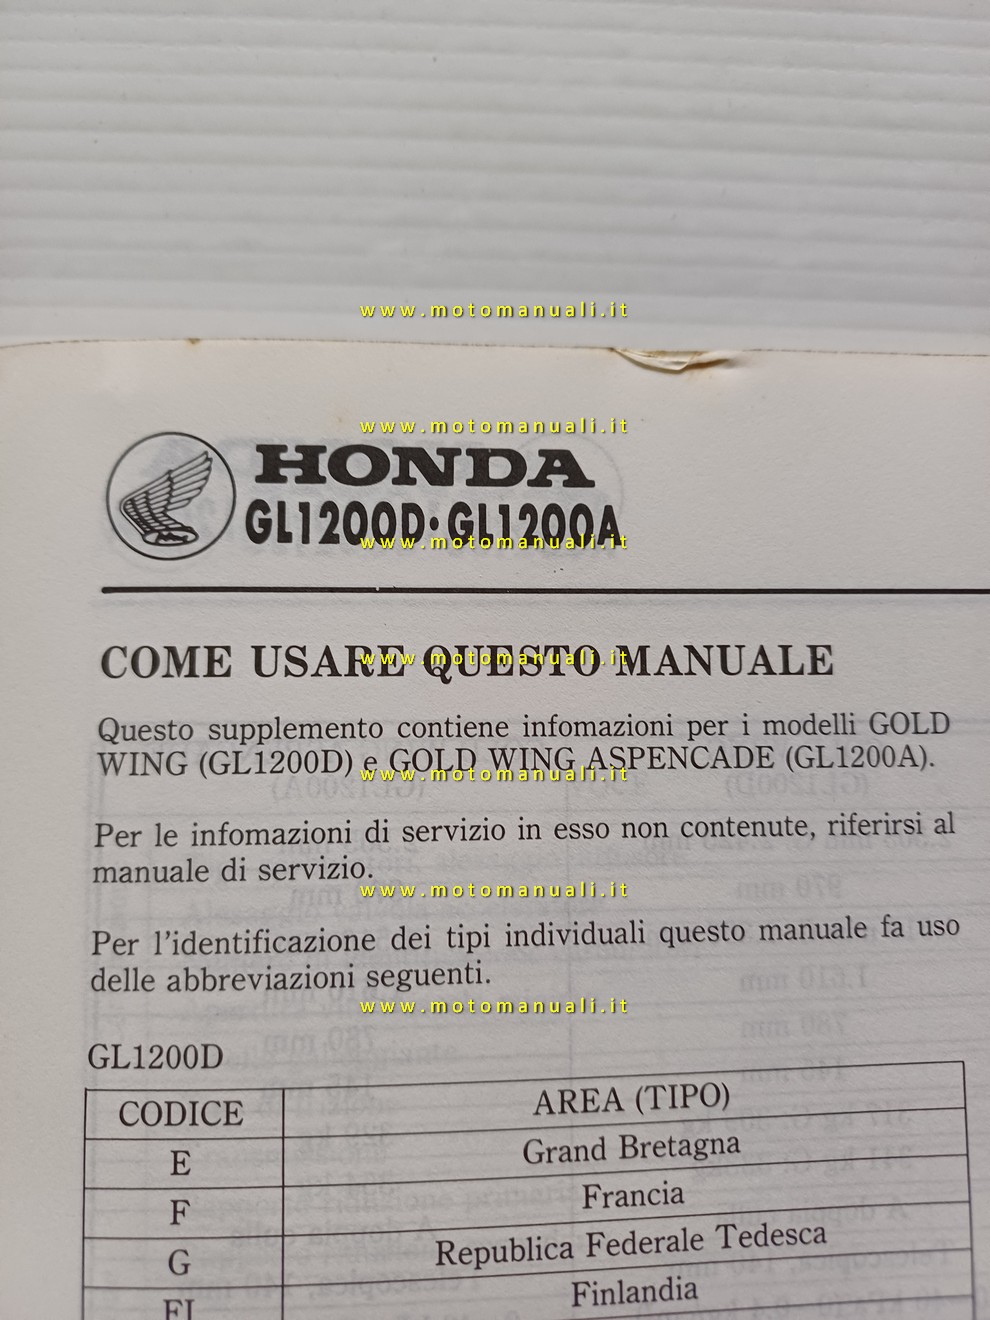 www.motomanuali.it
www.motomanuali.it
HONDA
GL1200D·GL1200A
www.motomanuali.it
COME USARE QUESTO MANUALE
www.motomanuali.it
Questo supplemento contiene infomazioni per i modelli GOLD
WING (GL1200D) e GOLD WING ASPENCADE (GL1200A).
www.motomanuali.it
Per le infomazioni di servizio in esso non contenute, riferirsi al
manuale di servizio.
www.motomanuali.it
Per l'identificazione dei tipi individuali questo manuale fa uso
delle abbreviazioni seguenti.
www.motomanuali.it
GL1200D
CODICE AREA (TIPO)
E Grand Bretagna
F Francia
G Republica Federale Tedesca
FI Finlandia